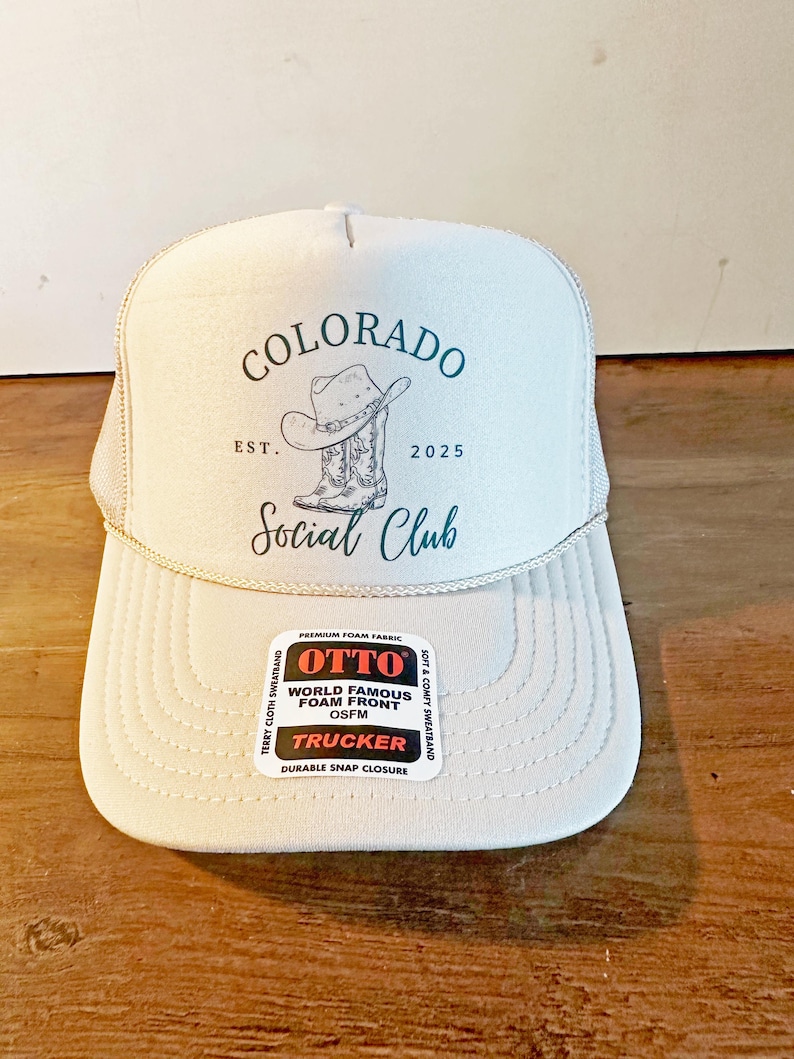 COLORADO
EST. 2025
Social Club
PREMIUM FOAM FABRIC
OTTO®
WORLD FAMOUS
FOAM FRONT
OSFM
TRUCKER
DURABLE SNAP CLOSURE
TERRY CLOTH SWEATBAND
SOFT & COMFY SWEATBAND